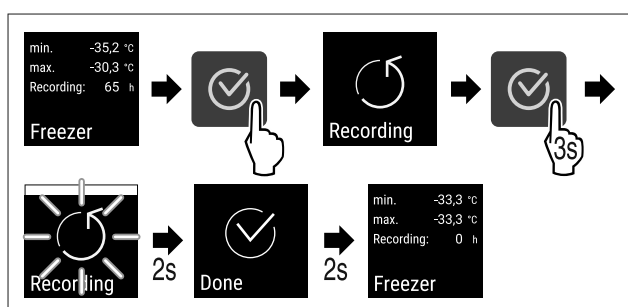 min. -35,2 °C
max. -30,3 °C
Recording: 65 h
Freezer
Recording
3s
Recording
2s
Done
2s
min. -33,3 °C
max. -33,3 °C
Recording: 0 h
Freezer